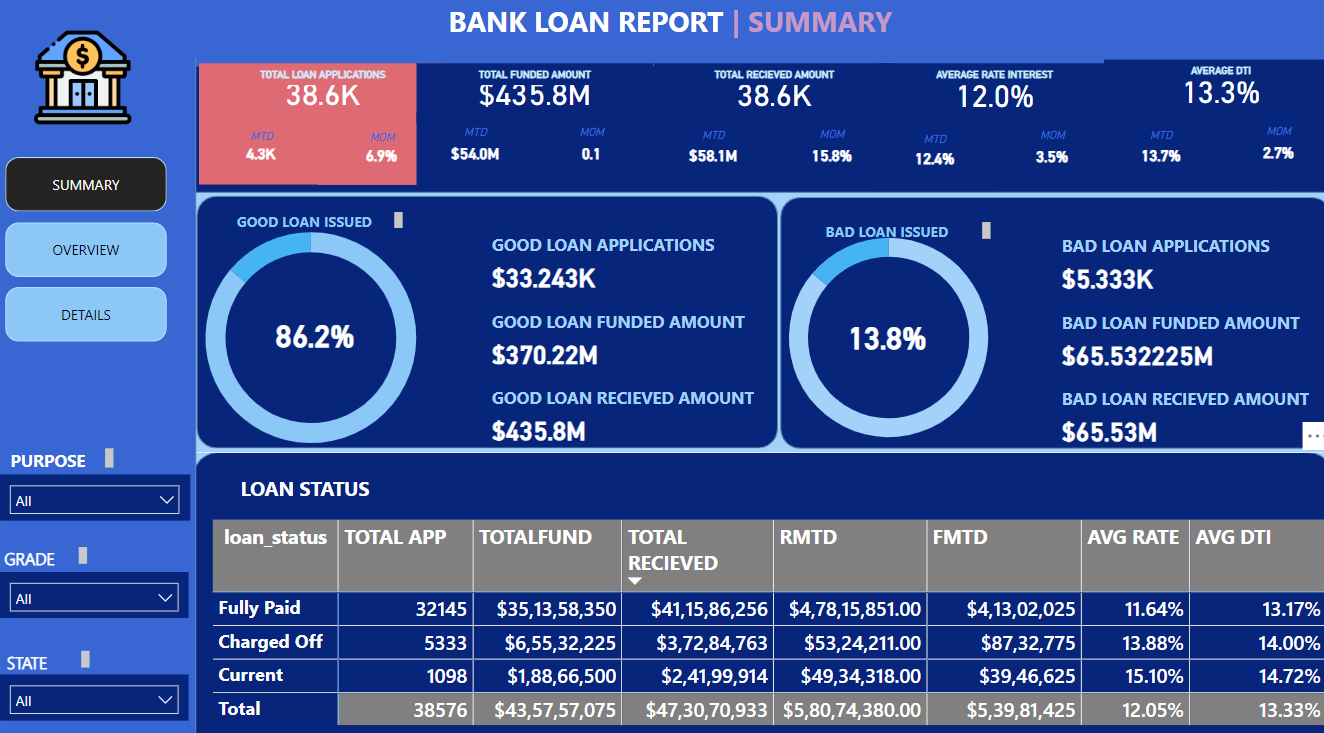 BANK LOAN REPORT | SUMMARY
$
SUMMARY
OVERVIEW
DETAILS
PURPOSE
All
GRADE
All
STATE
All
TOTAL LOAN APPLICATIONS
38.6K
MTD
MOM
4.3K
6.9%
TOTAL FUNDED AMOUNT
$435.8M
MTD
MOM
$54.0M
0.1
TOTAL RECIEVED AMOUNT
38.6K
MTD
MOM
$58.1M
15.8%
AVERAGE RATE INTEREST
12.0%
MTD
MOM
12.4%
3.5%
AVERAGE DTI
13.3%
MTD
MOM
13.7%
2.7%
GOOD LOAN ISSUED
86.2%
GOOD LOAN APPLICATIONS
$33.243K
GOOD LOAN FUNDED AMOUNT
$370.22M
GOOD LOAN RECIEVED AMOUNT
$435.8M
BAD LOAN ISSUED
13.8%
BAD LOAN APPLICATIONS
$5.333K
BAD LOAN FUNDED AMOUNT
$65.532225M
BAD LOAN RECIEVED AMOUNT
$65.53M
LOAN STATUS
loan_status TOTAL APP TOTALFUND TOTAL RECIEVED RMTD FMTD AVG RATE AVG DTI
Fully Paid 32145 $35,13,58,350 $41,15,86,256 $4,78,15,851.00 $4,13,02,025 11.64% 13.17%
Charged Off 5333 $6,55,32,225 $3,72,84,763 $53,24,211.00 $87,32,775 13.88% 14.00%
Current 1098 $1,88,66,500 $2,41,99,914 $49,34,318.00 $39,46,625 15.10% 14.72%
Total 38576 $43,57,57,075 $47,30,70,933 $5,80,74,380.00 $5,39,81,425 12.05% 13.33%